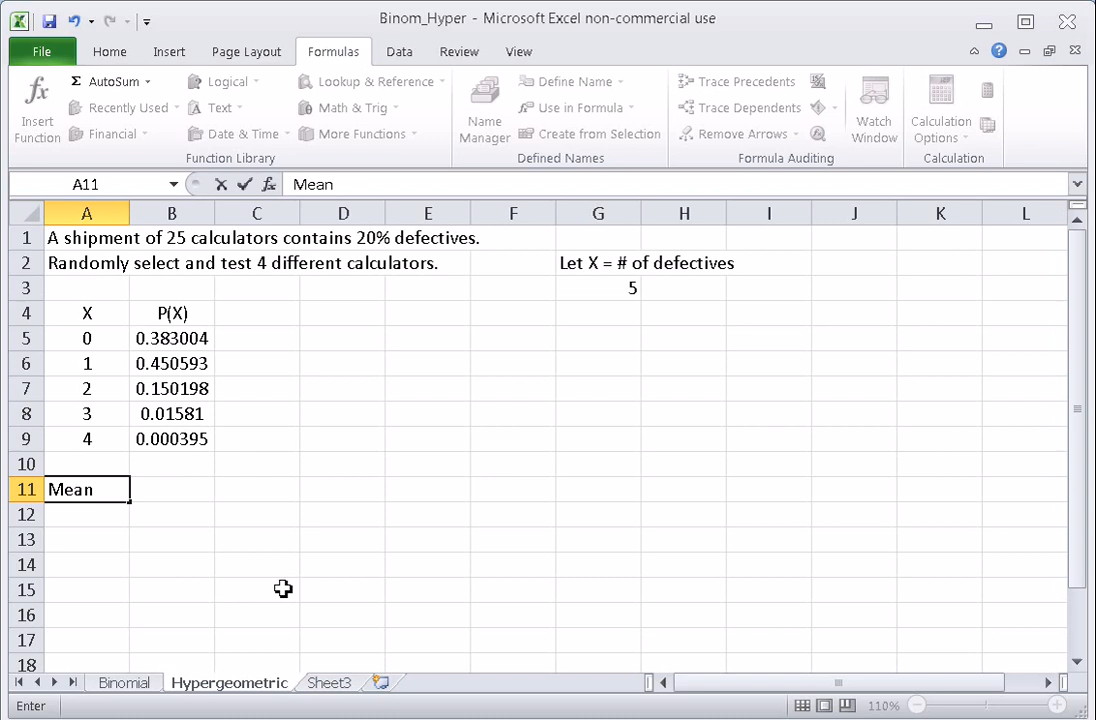 Binom_Hyper - Microsoft Excel non-commercial use
File Home Insert Page Layout Formulas Data Review View
fx Insert Function
Σ AutoSum
Recently Used
Financial
Logical
Text
Date & Time
Lookup & Reference
Math & Trig
More Functions
Function Library
Name Manager
Define Name
Use in Formula
Create from Selection
Defined Names
Trace Precedents
Trace Dependents
Remove Arrows
Formula Auditing
Watch Window
Calculation Options
Calculation
A11 fx Mean
A B C D E F G H I J K L
1 A shipment of 25 calculators contains 20% defectives.
2 Randomly select and test 4 different calculators. Let X = # of defectives
3 5
4 X P(X)
5 0 0.383004
6 1 0.450593
7 2 0.150198
8 3 0.01581
9 4 0.000395
10
11 Mean
12
13
14
15
16
17
18
Binomial Hypergeometric Sheet3
Enter 110%